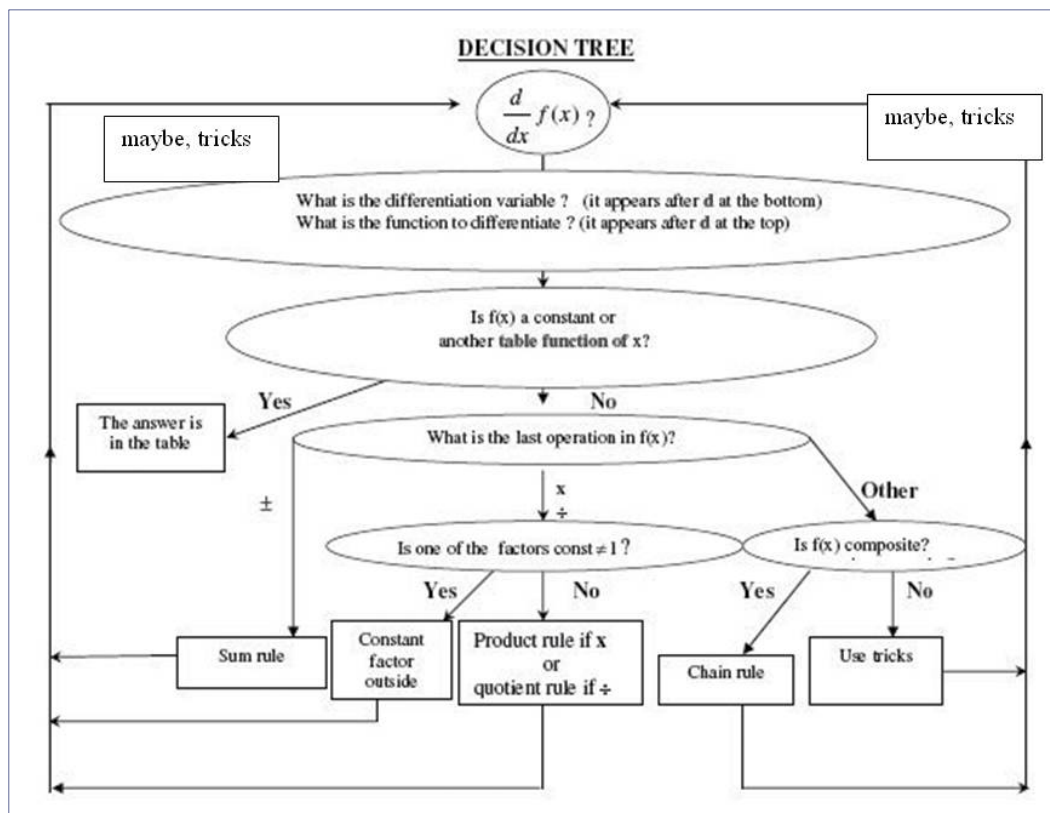 DECISION TREE
d
dx
f(x) ?
maybe, tricks
maybe, tricks
What is the differentiation variable ? (it appears after d at the bottom)
What is the function to differentiate ? (it appears after d at the top)
Is f(x) a constant or
another table function of x?
Yes
No
The answer is
in the table
What is the last operation in f(x)?
±
x
÷
Other
Is one of the factors const ≠ 1 ?
Is f(x) composite?
Yes
No
Yes
No
Sum rule
Constant
factor
outside
Product rule if x
or
quotient rule if ÷
Chain rule
Use tricks